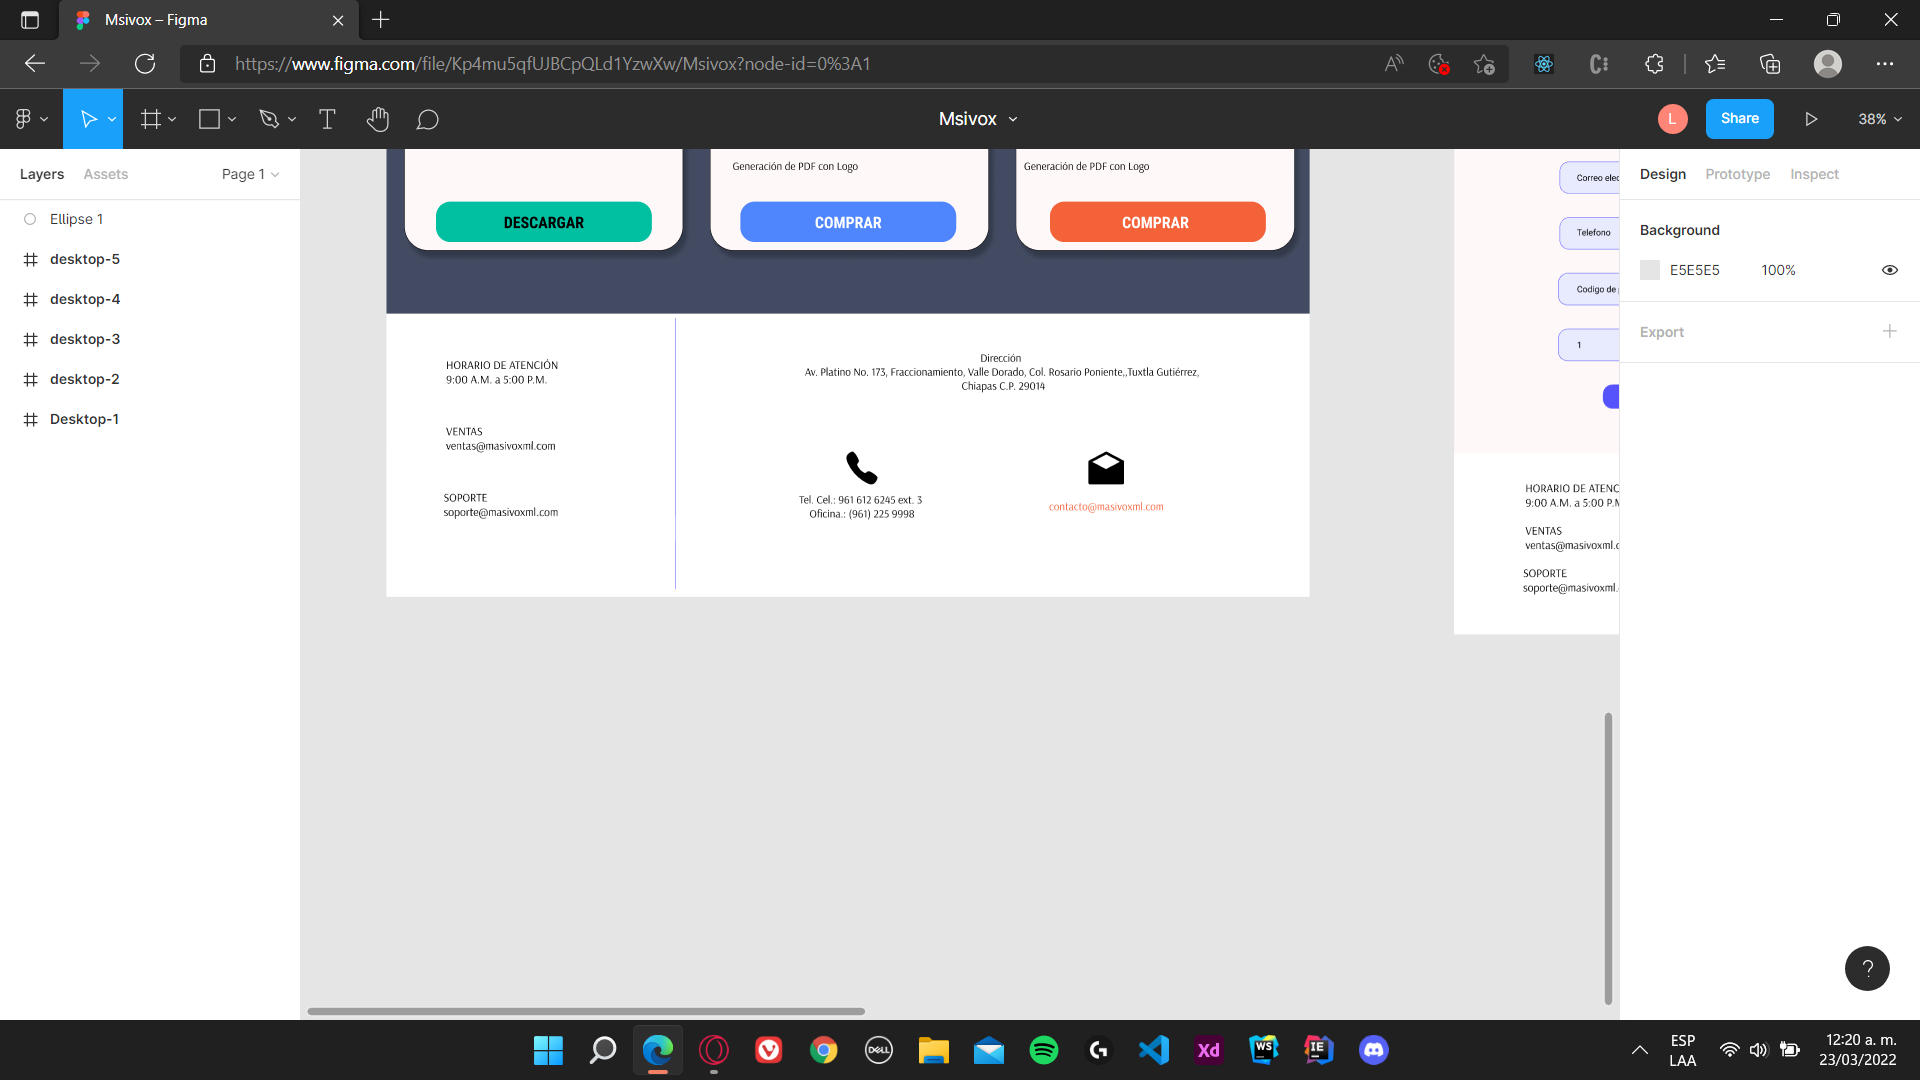 Msivox – Figma
https://www.figma.com/file/Kp4mu5qfUJBCpQLd1YzwXw/Msivox?node-id=0%3A1
Msivox
L
Share
38%
Layers
Assets
Page 1
Ellipse 1
desktop-5
desktop-4
desktop-3
desktop-2
Desktop-1
Generación de PDF con Logo
Generación de PDF con Logo
DESCARGAR
COMPRAR
COMPRAR
HORARIO DE ATENCIÓN
9:00 A.M. a 5:00 P.M.
VENTAS
ventas@masivoxml.com
SOPORTE
soporte@masivoxml.com
Dirección
Av. Platino No. 173, Fraccionamiento, Valle Dorado, Col. Rosario Poniente,,Tuxtla Gutiérrez,
Chiapas C.P. 29014
Tel. Cel.: 961 612 6245 ext. 3
Oficina.: (961) 225 9998
contacto@masivoxml.com
Correo elec
Telefono
Codigo de
1
HORARIO DE ATENC
9:00 A.M. a 5:00 P.M
VENTAS
ventas@masivoxml.c
SOPORTE
soporte@masivoxml.
Design
Prototype
Inspect
Background
E5E5E5
100%
Export
?
DELL
Xd
WS
IE
ESP
LAA
12:20 a. m.
23/03/2022